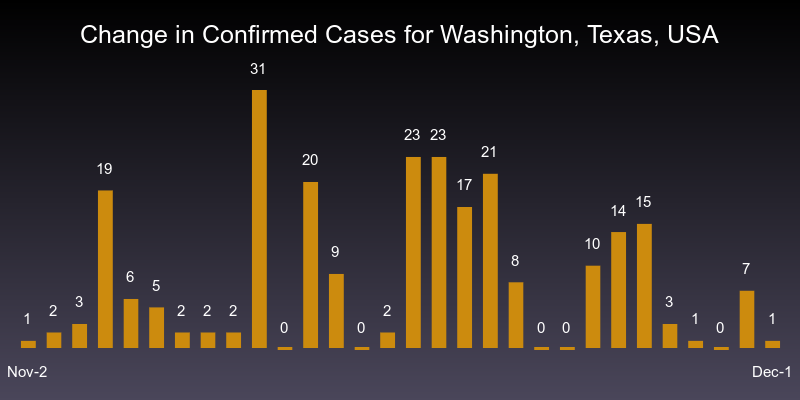 Change in Confirmed Cases for Washington, Texas, USA
1 2 3 19 6 5 2 2 2 31 0 20 9 0 2 23 23 17 21 8 0 0 10 14 15 3 1 0 7 1
Nov-2 Dec-1